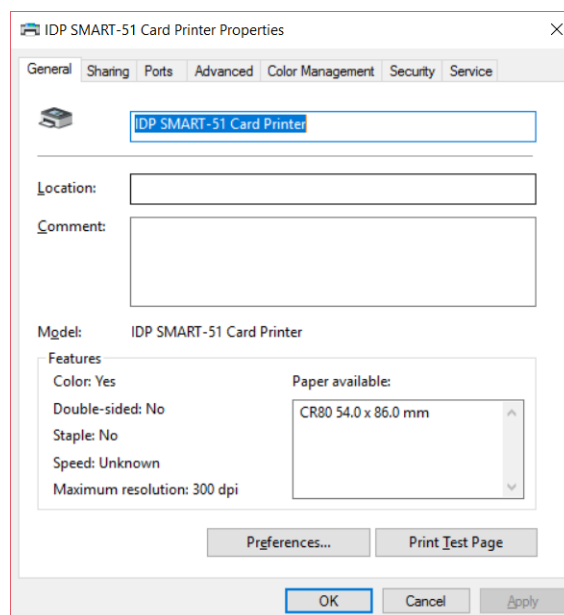 IDP SMART-51 Card Printer Properties
General Sharing Ports Advanced Color Management Security Service
IDP SMART-51 Card Printer
Location:
Comment:
Model: IDP SMART-51 Card Printer
Features
Color: Yes
Paper available:
Double-sided: No
CR80 54.0 x 86.0 mm
Staple: No
Speed: Unknown
Maximum resolution: 300 dpi
Preferences... Print Test Page
OK Cancel Apply